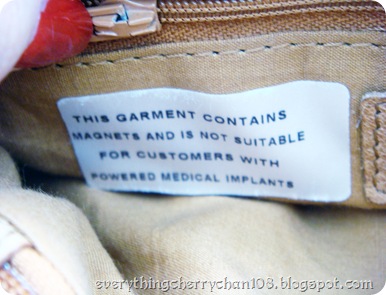 THIS GARMENT CONTAINS
MAGNETS AND IS NOT SUITABLE
FOR CUSTOMERS WITH
POWERED MEDICAL IMPLANTS
everythingcherrychan108.blogspot.com